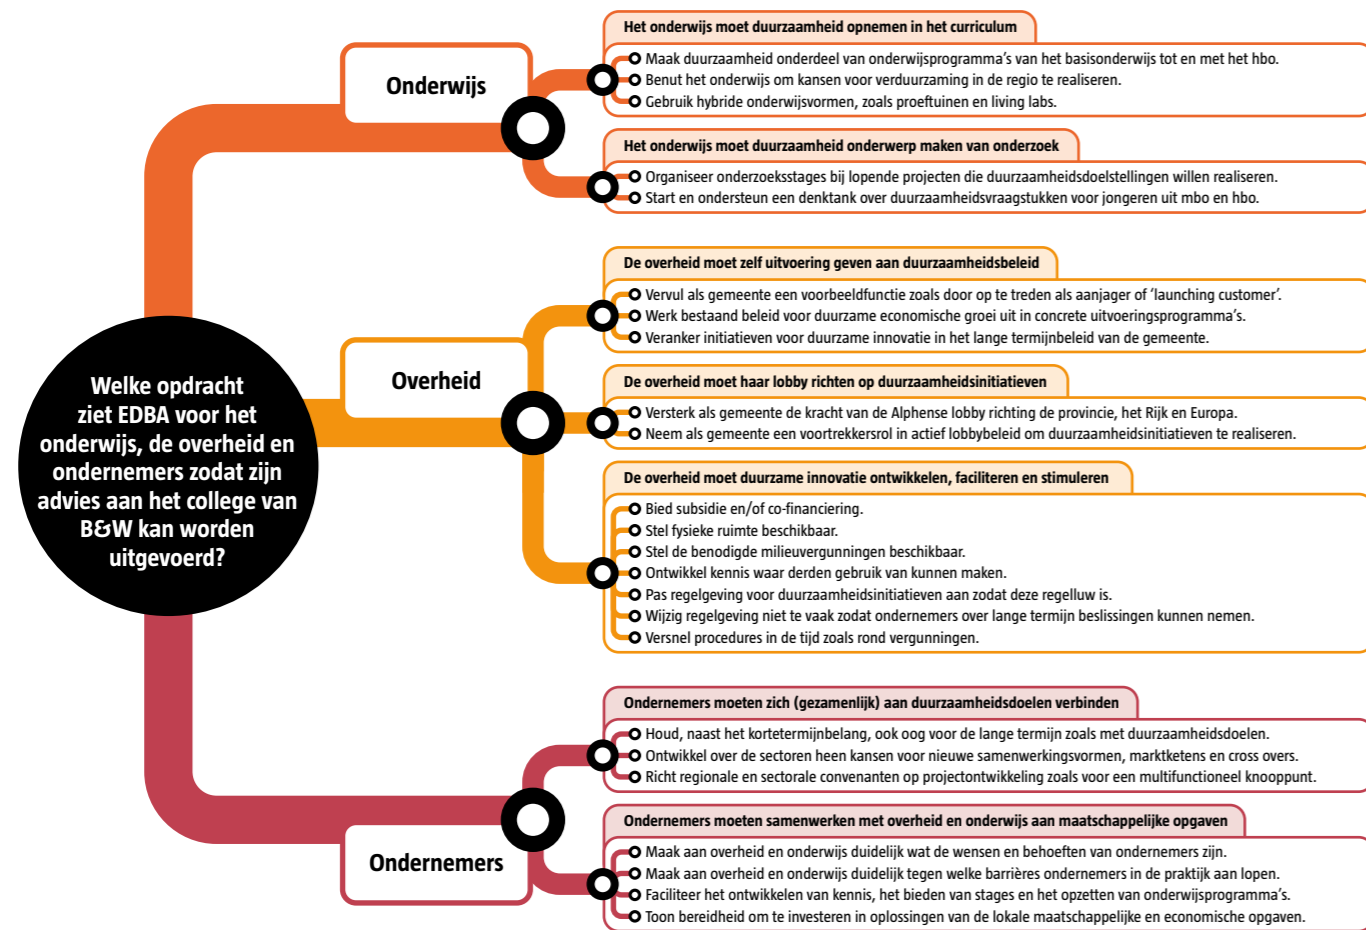 Welke opdracht
ziet EDBA voor het
onderwijs, de overheid en
ondernemers zodat zijn
advies aan het college van
B&W kan worden
uitgevoerd?
Onderwijs
Het onderwijs moet duurzaamheid opnemen in het curriculum
Maak duurzaamheid onderdeel van onderwijsprogramma's van het basisonderwijs tot en met het hbo.
Benut het onderwijs om kansen voor verduurzaming in de regio te realiseren.
Gebruik hybride onderwijsvormen, zoals proeftuinen en living labs.
Het onderwijs moet duurzaamheid onderwerp maken van onderzoek
Organiseer onderzoeksstages bij lopende projecten die duurzaamheidsdoelstellingen willen realiseren.
Start en ondersteun een denktank over duurzaamheidsvraagstukken voor jongeren uit mbo en hbo.
Overheid
De overheid moet zelf uitvoering geven aan duurzaamheidsbeleid
Vervul als gemeente een voorbeeldfunctie zoals door op te treden als aanjager of ‘launching customer’.
Werk bestaand beleid voor duurzame economische groei uit in concrete uitvoeringsprogramma's.
Veranker initiatieven voor duurzame innovatie in het lange termijnbeleid van de gemeente.
De overheid moet haar lobby richten op duurzaamheidsinitiatieven
Versterk als gemeente de kracht van de Alphense lobby richting de provincie, het Rijk en Europa.
Neem als gemeente een voortrekkersrol in actief lobbybeleid om duurzaamheidsinitiatieven te realiseren.
De overheid moet duurzame innovatie ontwikkelen, faciliteren en stimuleren
Bied subsidie en/of co-financiering.
Stel fysieke ruimte beschikbaar.
Stel de benodigde milieuvergunningen beschikbaar.
Ontwikkel kennis waar derden gebruik van kunnen maken.
Pas regelgeving voor duurzaamheidsinitiatieven aan zodat deze regelluw is.
Wijzig regelgeving niet te vaak zodat ondernemers over lange termijn beslissingen kunnen nemen.
Versnel procedures in de tijd zoals rond vergunningen.
Ondernemers
Ondernemers moeten zich (gezamenlijk) aan duurzaamheidsdoelen verbinden
Houd, naast het kortetermijnbelang, ook oog voor de lange termijn zoals met duurzaamheidsdoelen.
Ontwikkel over de sectoren heen kansen voor nieuwe samenwerkingsvormen, marktketens en cross overs.
Richt regionale en sectorale convenanten op projectontwikkeling zoals voor een multifunctioneel knooppunt.
Ondernemers moeten samenwerken met overheid en onderwijs aan maatschappelijke opgaven
Maak aan overheid en onderwijs duidelijk wat de wensen en behoeften van ondernemers zijn.
Maak aan overheid en onderwijs duidelijk tegen welke barrières ondernemers in de praktijk aan lopen.
Faciliteer het ontwikkelen van kennis, het bieden van stages en het opzetten van onderwijsprogramma's.
Toon bereidheid om te investeren in oplossingen van de lokale maatschappelijke en economische opgaven.